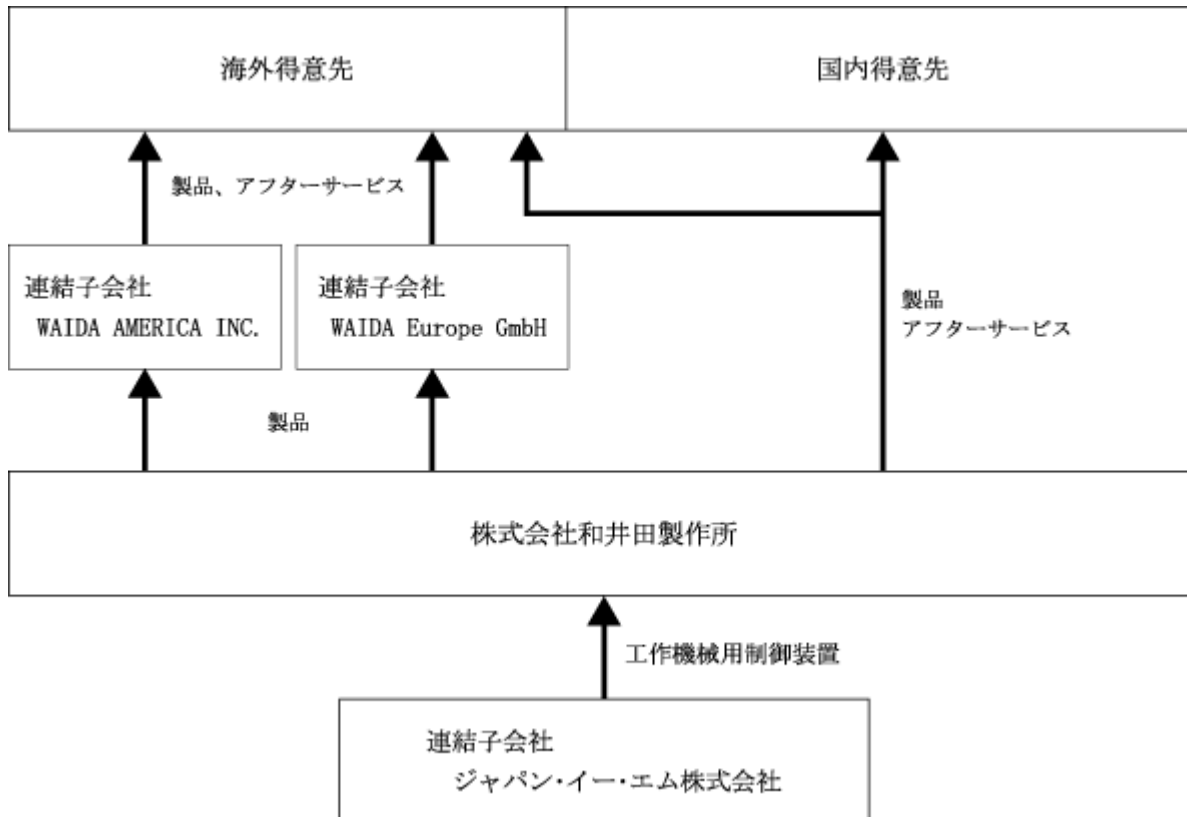 海外得意先
国内得意先
製品、アフターサービス
連結子会社
WAIDA AMERICA INC.
連結子会社
WAIDA Europe GmbH
製品
アフターサービス
製品
株式会社和井田製作所
工作機械用制御装置
連結子会社
ジャパン・イー・エム株式会社